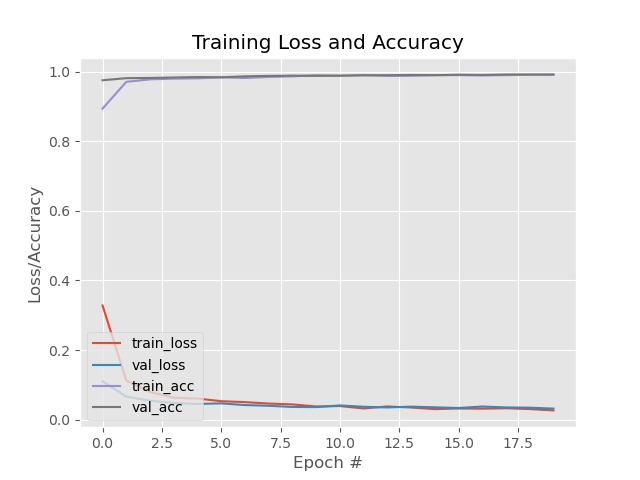 Training Loss and Accuracy
1.0
0.8
0.6
0.4
0.2
0.0
Loss/Accuracy
train_loss
val_loss
train_acc
val_acc
0.0 2.5 5.0 7.5 10.0 12.5 15.0 17.5
Epoch #